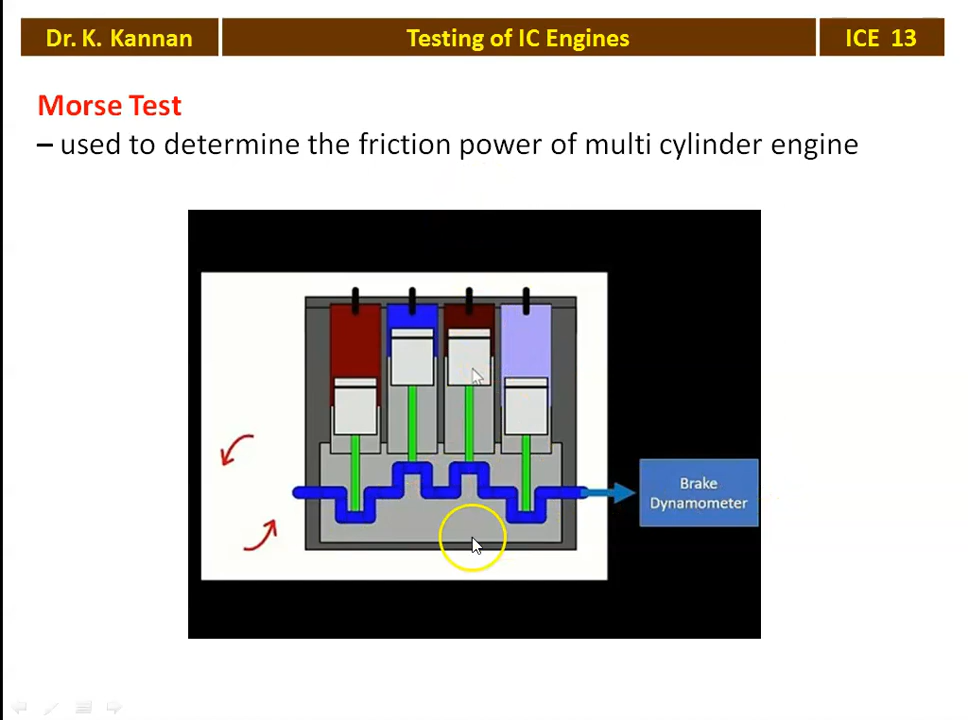 Dr. K. Kannan
Testing of IC Engines
ICE 13
Morse Test
– used to determine the friction power of multi cylinder engine
Brake
Dynamometer